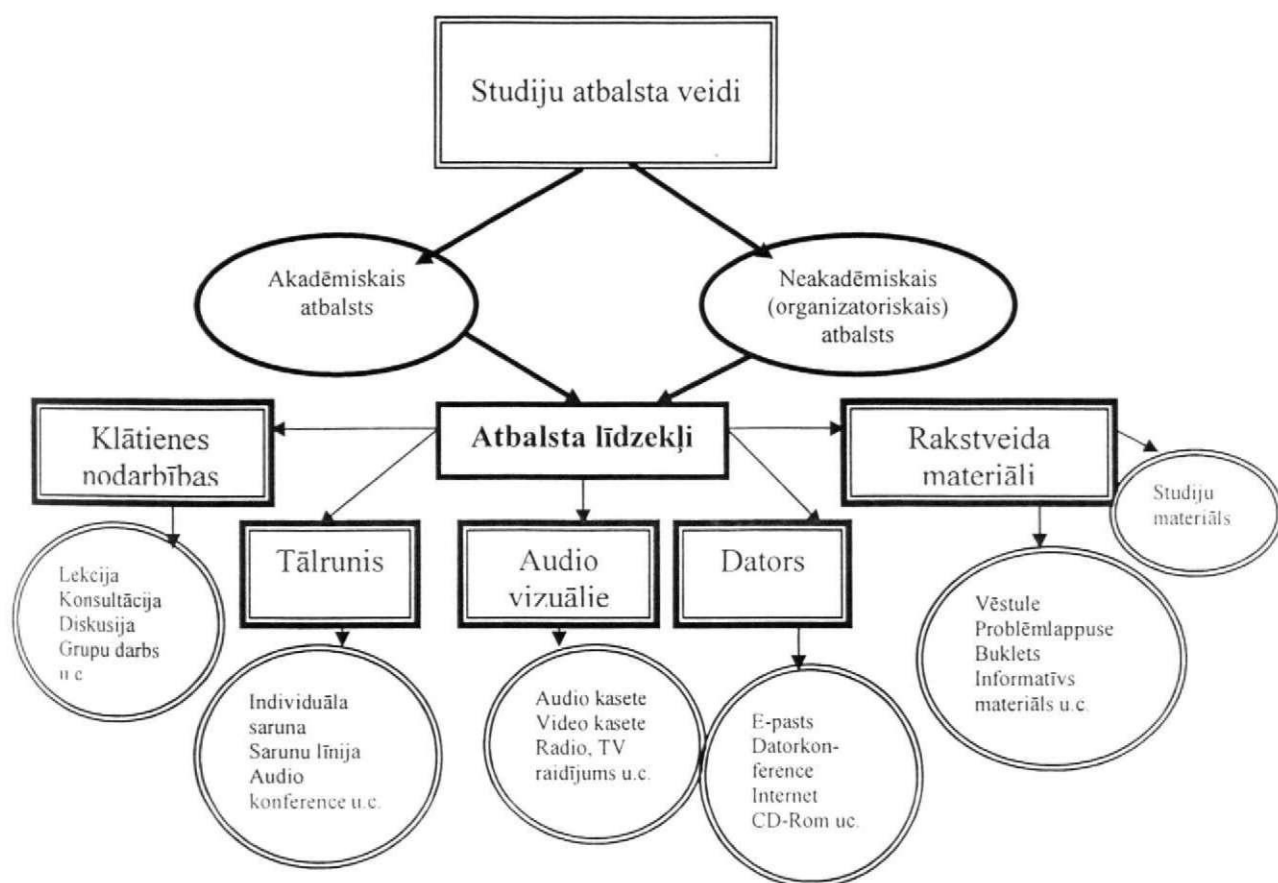 Studiju atbalsta veidi
Akadēmiskais
atbalsts
Neakadēmiskais
(organizatoriskais)
atbalsts
Klātienes
nodarbības
Atbalsta līdzekļi
Rakstveida
materiāli
Studiju
materiāls
Tālrunis
Audio
vizuālie
Dators
Lekcija
Konsultācija
Diskusija
Grupu darbs
u.c
Individuāla
saruna
Sarunu līnija
Audio
konference u.c.
Audio kasete
Video kasete
Radio, TV
raidījums u.c.
E-pasts
Datorkon-
ference
Internet
CD-Rom uc.
Vēstule
Problēmlappuse
Buklets
Informatīvs
materiāls u.c.